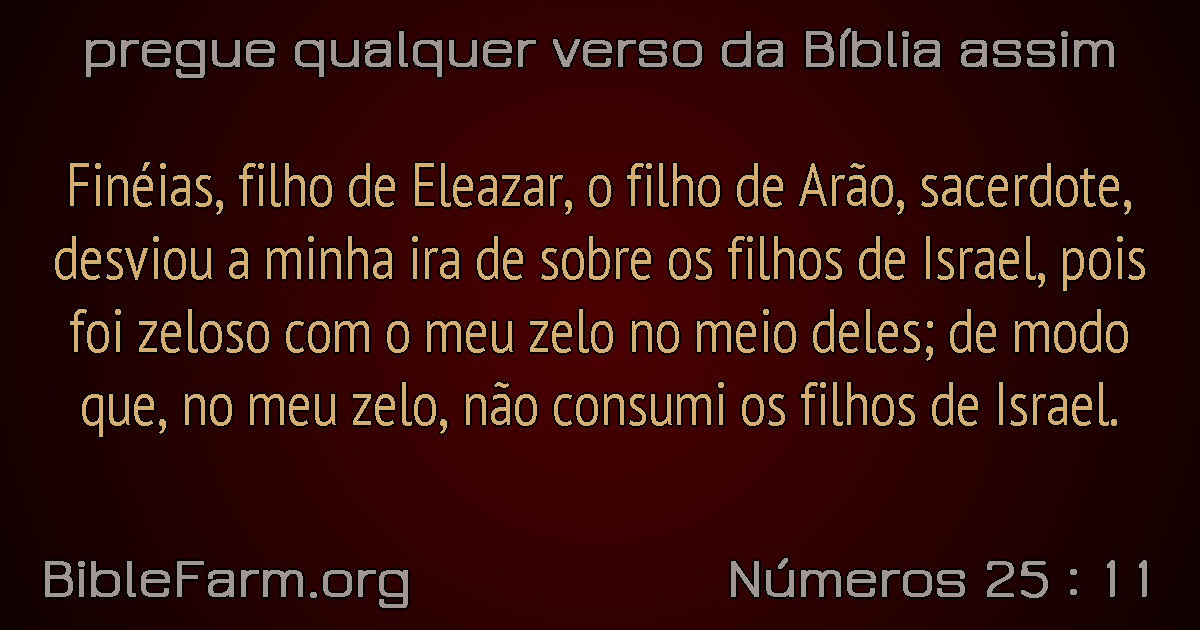 pregue qualquer verso da Bíblia assim
Finéias, filho de Eleazar, o filho de Arão, sacerdote,
desviou a minha ira de sobre os filhos de Israel, pois
foi zeloso com o meu zelo no meio deles; de modo
que, no meu zelo, não consumi os filhos de Israel.
BibleFarm.org
Números 25 : 11